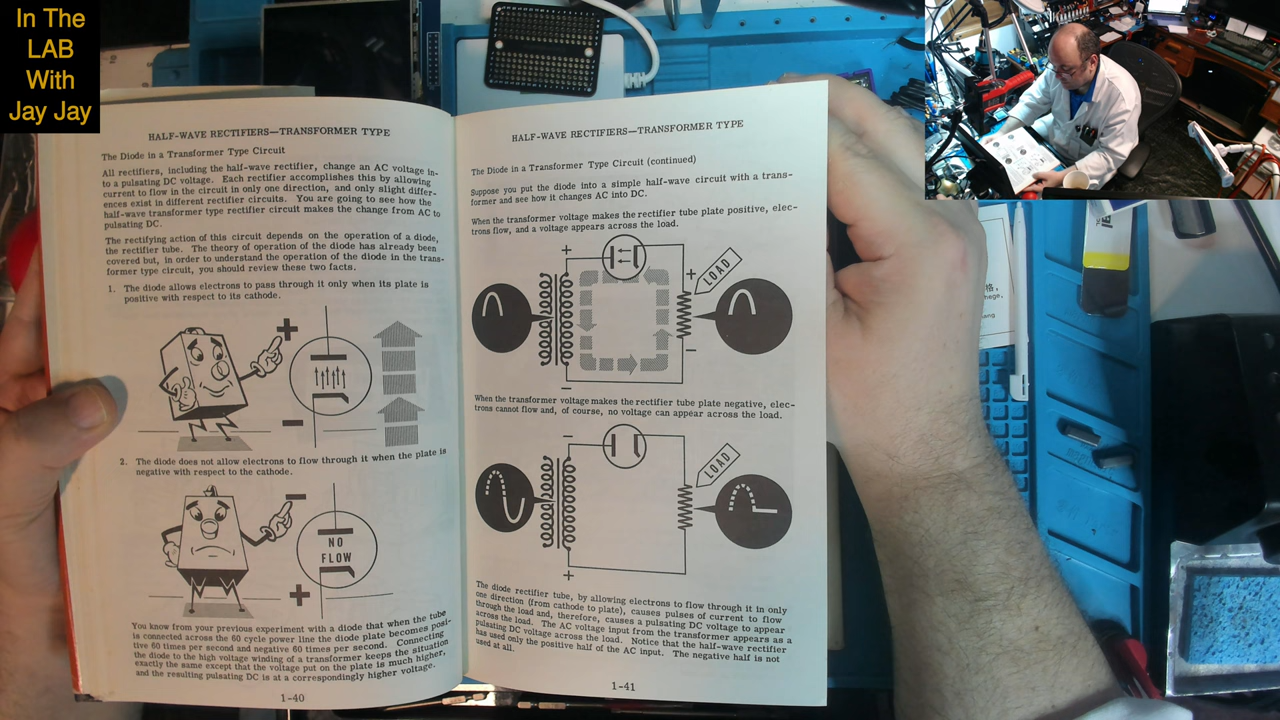 In The
LAB
With
Jay Jay
HALF-WAVE RECTIFIERS—TRANSFORMER TYPE
The Diode in a Transformer Type Circuit
All rectifiers, including the half-wave rectifier, change an AC voltage in-
to a pulsating DC voltage. Each rectifier accomplishes this by allowing
current to flow in the circuit in only one direction, and only slight differ-
ences exist in different rectifier circuits. You are going to see how the
half-wave transformer type rectifier circuit makes the change from AC to
pulsating DC.
The rectifying action of this circuit depends on the operation of a diode,
the rectifier tube. The theory of operation of the diode has already been
covered but, in order to understand the operation of the diode in the trans-
former type circuit, you should review these two facts.
1. The diode allows electrons to pass through it only when its plate is
positive with respect to its cathode.
+
−
2. The diode does not allow electrons to flow through it when the plate is
negative with respect to the cathode.
−
NO
FLOW
+
You know from your previous experiment with a diode that when the tube
is connected across the 60 cycle power line the diode plate becomes posi-
tive 60 times per second and negative 60 times per second. Connecting
the diode to the high voltage winding of a transformer keeps the situation
exactly the same except that the voltage put on the plate is much higher,
and the resulting pulsating DC is at a correspondingly higher voltage.
1-40
HALF-WAVE RECTIFIERS—TRANSFORMER TYPE
The Diode in a Transformer Type Circuit (continued)
Suppose you put the diode into a simple half-wave circuit with a trans-
former and see how it changes AC into DC.
When the transformer voltage makes the rectifier tube plate positive, elec-
trons flow, and a voltage appears across the load.
+
+
LOAD
−
−
When the transformer voltage makes the rectifier tube plate negative, elec-
trons cannot flow and, of course, no voltage can appear across the load.
−
LOAD
+
The diode rectifier tube, by allowing electrons to flow through it in only
one direction (from cathode to plate), causes pulses of current to flow
through the load and, therefore, causes a pulsating DC voltage to appear
across the load. The AC voltage input from the transformer appears as a
pulsating DC voltage across the load. Notice that the half-wave rectifier
has used only the positive half of the AC input. The negative half is not
used at all.
1-41